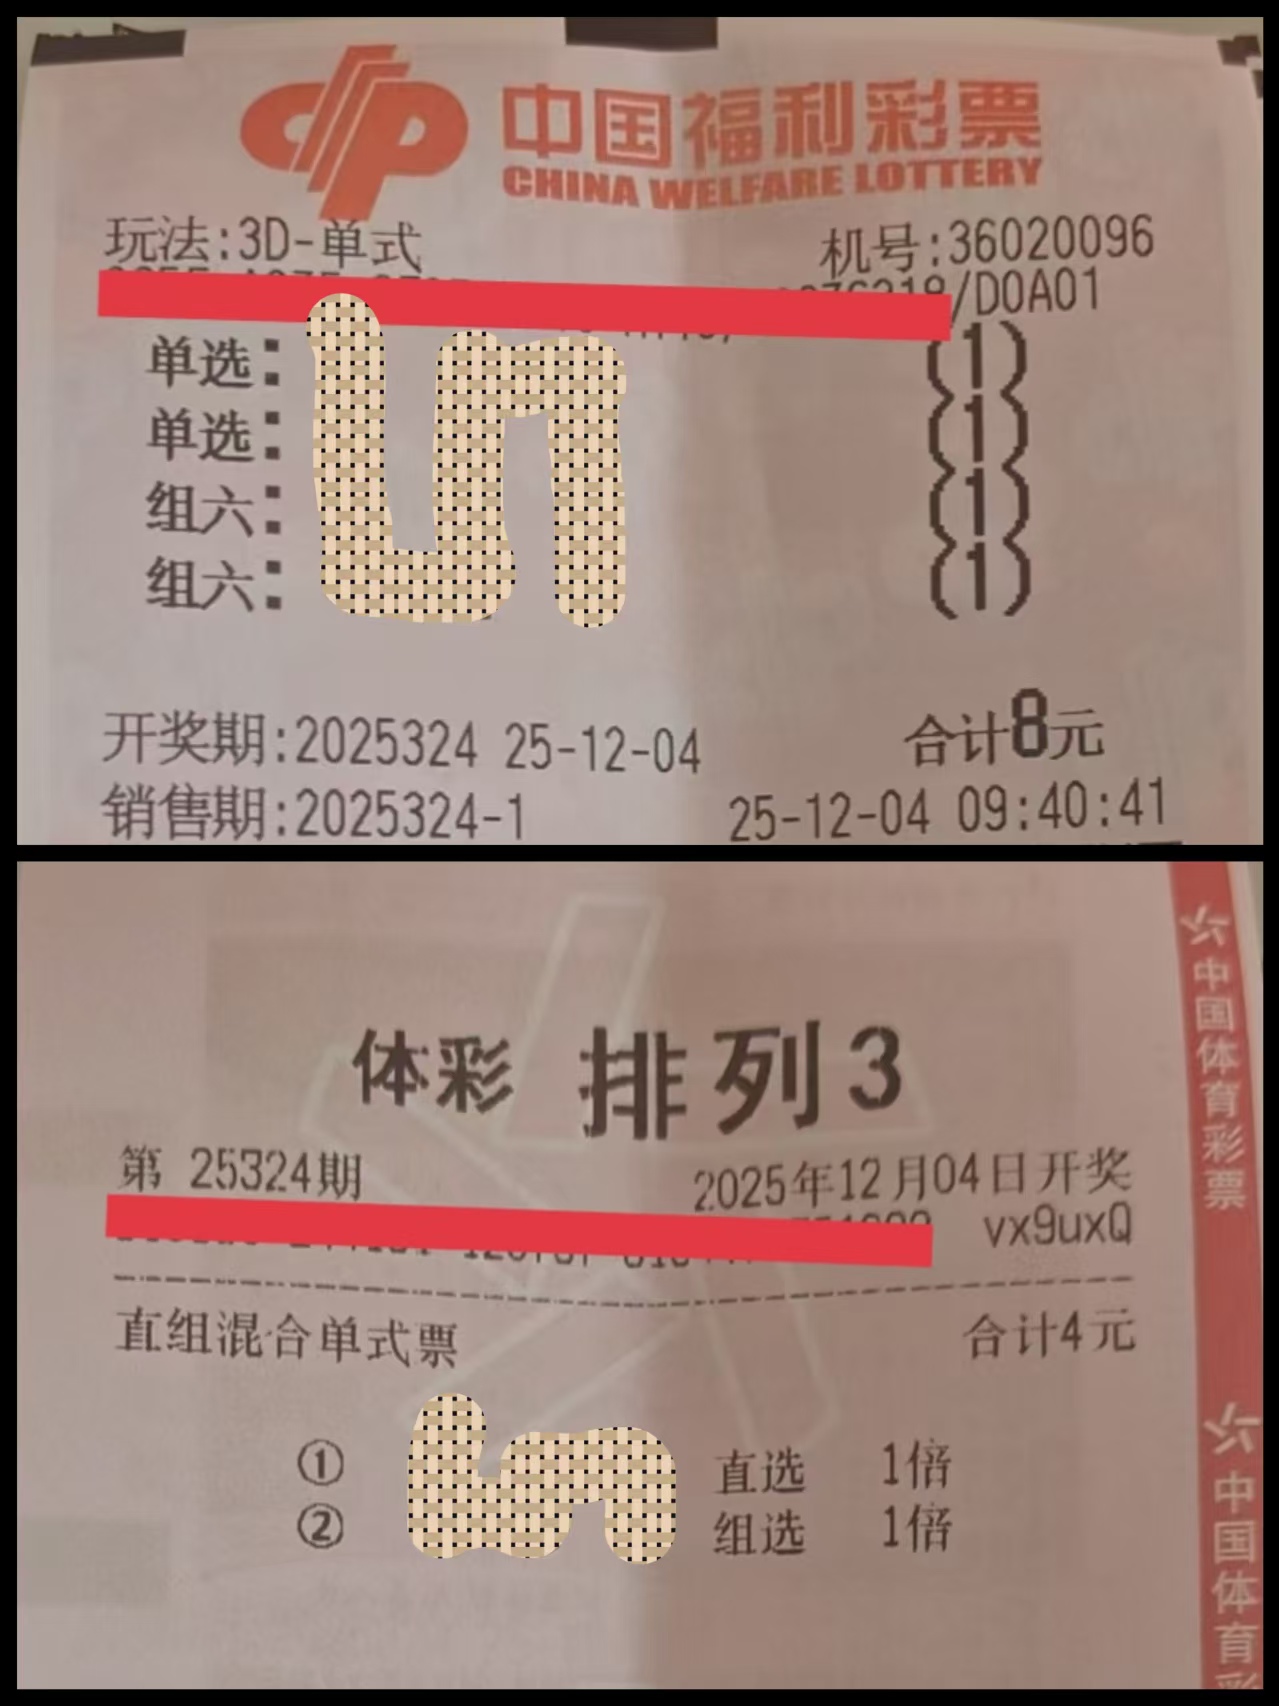 中国福利彩票
CHINA WELFARE LOTTERY
玩法:3D-单式 机号:36020096
/D0A01
单选: (1)
单选: (1)
组六: (1)
组六: (1)
开奖期:2025324 25-12-04 合计8元
销售期:2025324-1 25-12-04 09:40:41
体彩 排列3
第 25324期 2025年12月04日开奖
vx9uxQ
直组混合单式票 合计4元
① 直选 1倍
② 组选 1倍
中国体育彩票
中国体育彩